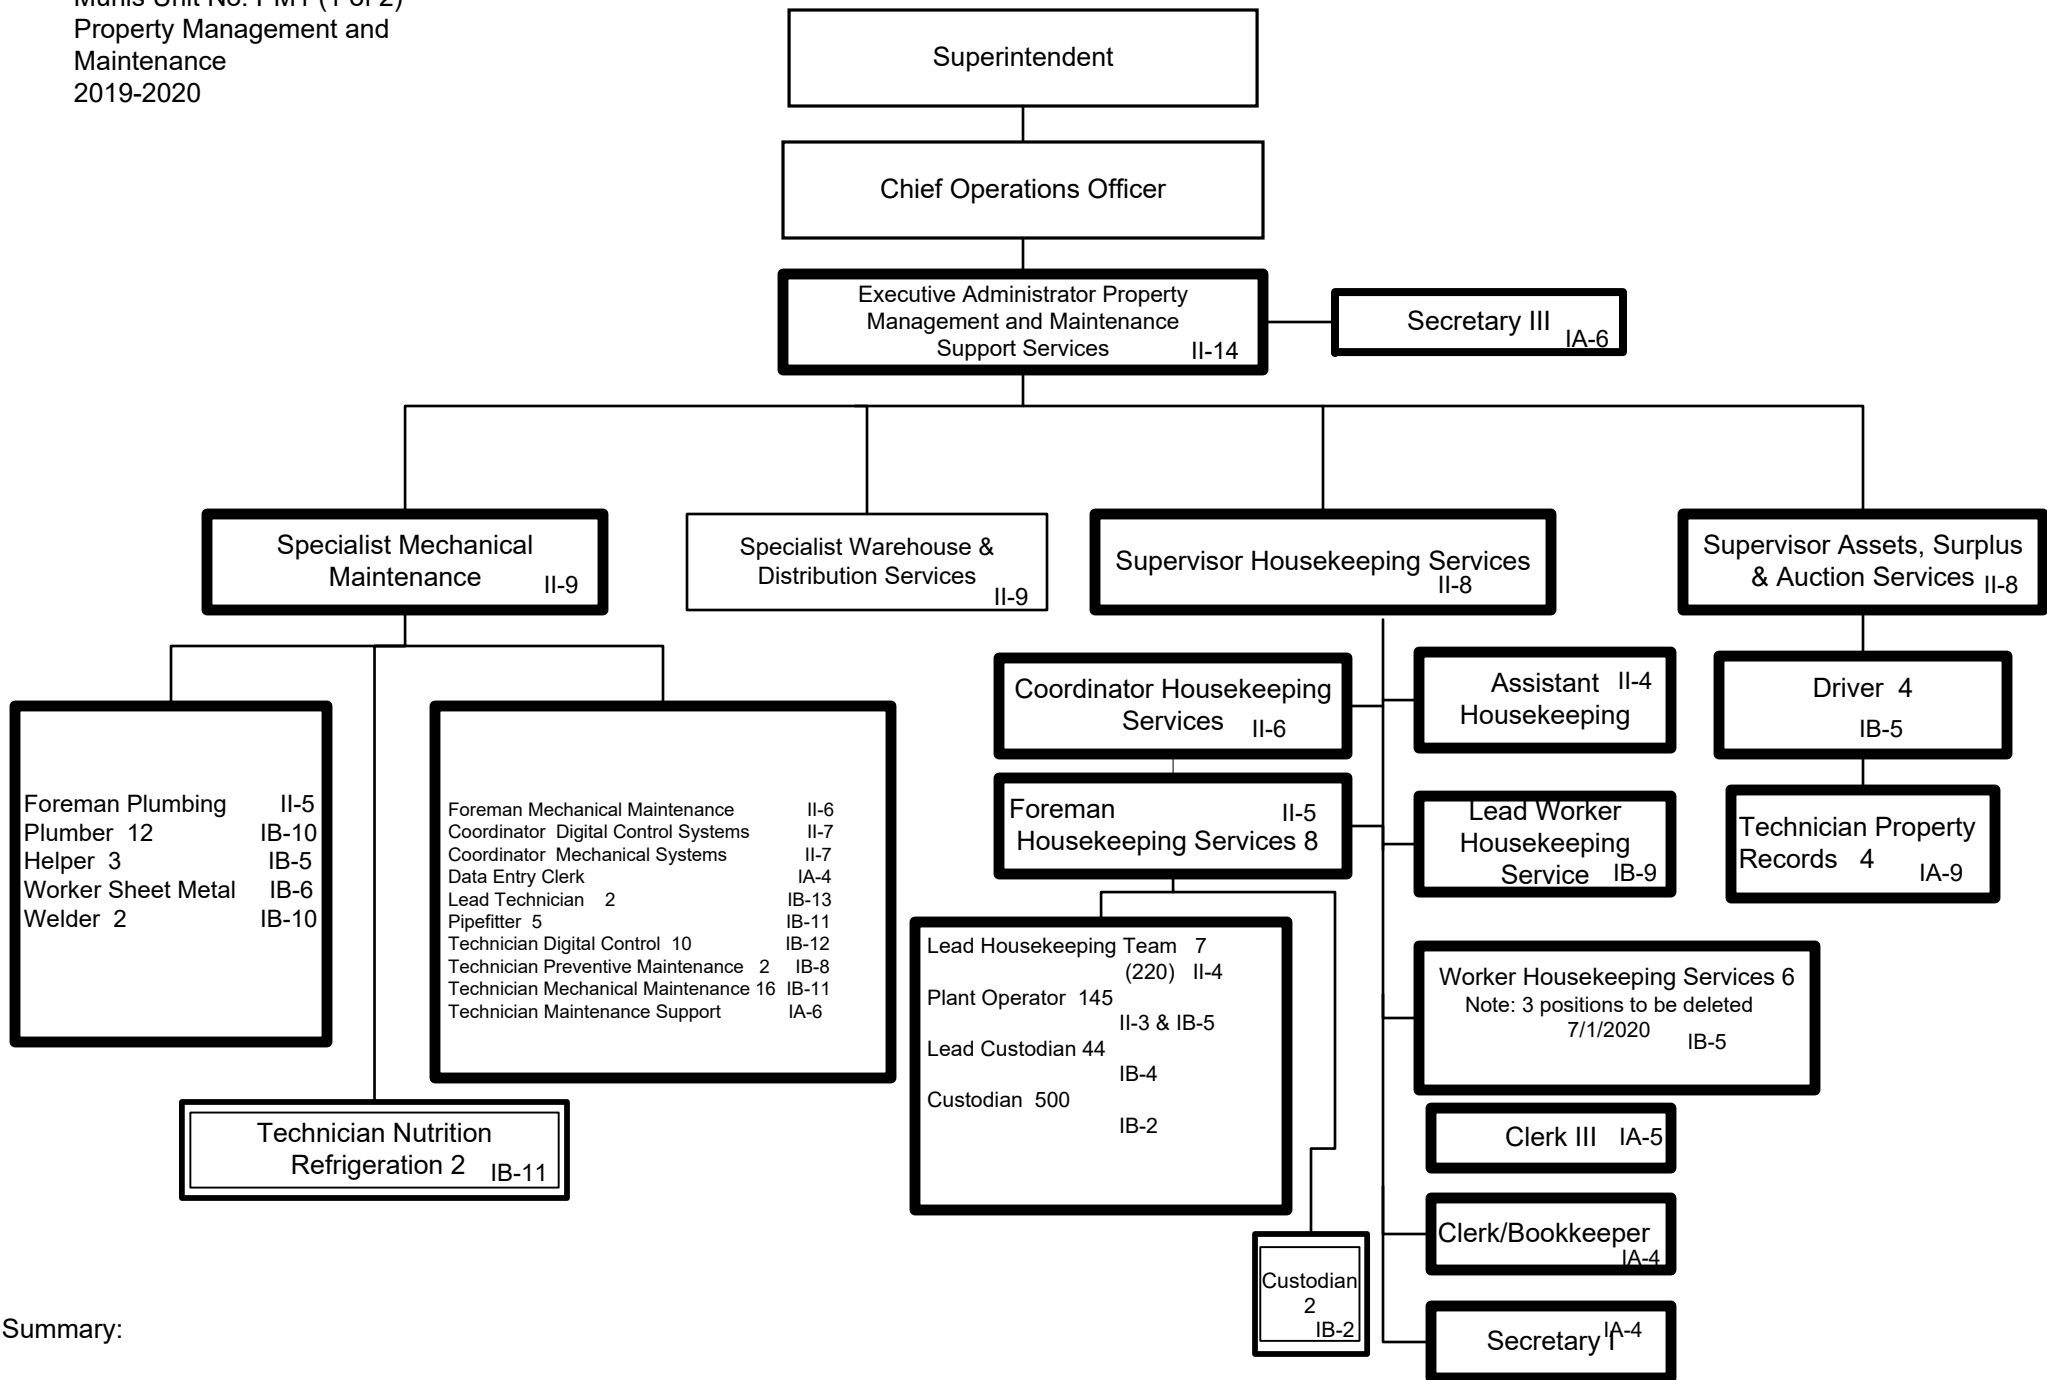 Munis Unit No. PM1 (1 of 2)
Property Management and
Maintenance
2019-2020
Superintendent
Chief Operations Officer
Executive Administrator Property
Management and Maintenance
Support Services II-14
Secretary III IA-6
Specialist Mechanical
Maintenance II-9
Specialist Warehouse &
Distribution Services
II-9
Supervisor Housekeeping Services
II-8
Supervisor Assets, Surplus
& Auction Services II-8
Foreman Plumbing II-5
Plumber 12 IB-10
Helper 3 IB-5
Worker Sheet Metal IB-6
Welder 2 IB-10
Foreman Mechanical Maintenance II-6
Coordinator Digital Control Systems II-7
Coordinator Mechanical Systems II-7
Data Entry Clerk IA-4
Lead Technician 2 IB-13
Pipefitter 5 IB-11
Technician Digital Control 10 IB-12
Technician Preventive Maintenance 2 IB-8
Technician Mechanical Maintenance 16 IB-11
Technician Maintenance Support IA-6
Technician Nutrition
Refrigeration 2 IB-11
Coordinator Housekeeping
Services II-6
Foreman II-5
Housekeeping Services 8
Lead Housekeeping Team 7
(220) II-4
Plant Operator 145
II-3 & IB-5
Lead Custodian 44
IB-4
Custodian 500
IB-2
Custodian
2
IB-2
Assistant II-4
Housekeeping
Lead Worker
Housekeeping
Service IB-9
Worker Housekeeping Services 6
Note: 3 positions to be deleted
7/1/2020 IB-5
Clerk III IA-5
Clerk/Bookkeeper
IA-4
Secretary I IA-4
Driver 4
IB-5
Technician Property
Records 4 IA-9
Summary: